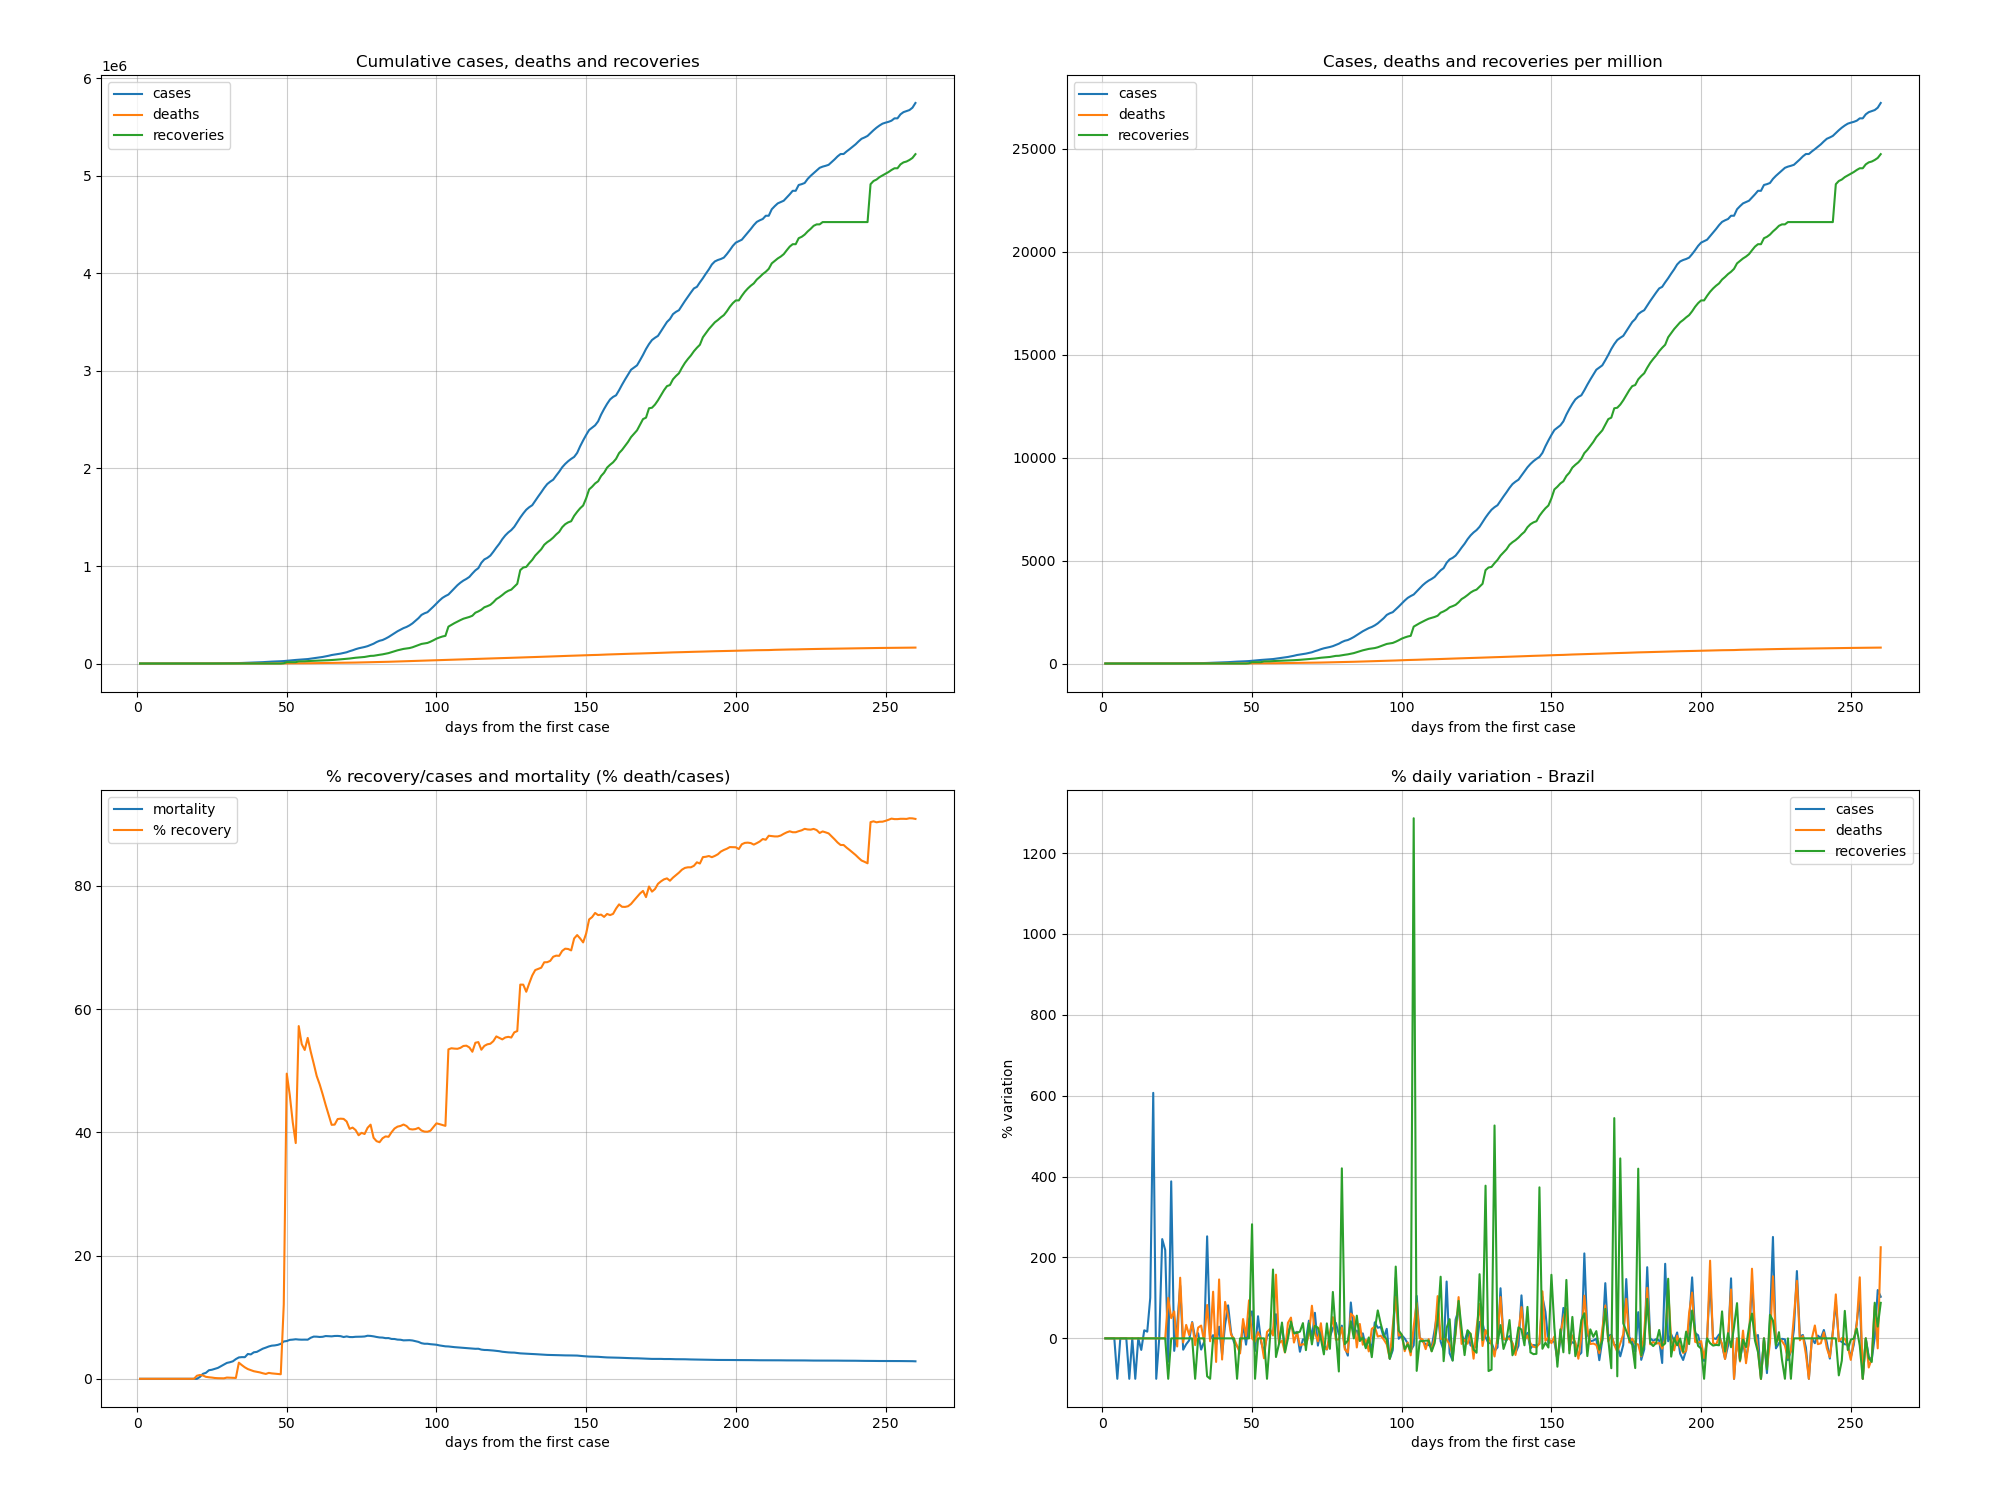 Cumulative cases, deaths and recoveries
1e6
cases
deaths
recoveries
6
5
4
3
2
1
0
0 50 100 150 200 250
days from the first case
Cases, deaths and recoveries per million
cases
deaths
recoveries
25000
20000
15000
10000
5000
0
0 50 100 150 200 250
days from the first case
% recovery/cases and mortality (% death/cases)
mortality
% recovery
80
60
40
20
0
0 50 100 150 200 250
days from the first case
% daily variation - Brazil
cases
deaths
recoveries
% variation
1200
1000
800
600
400
200
0
0 50 100 150 200 250
days from the first case